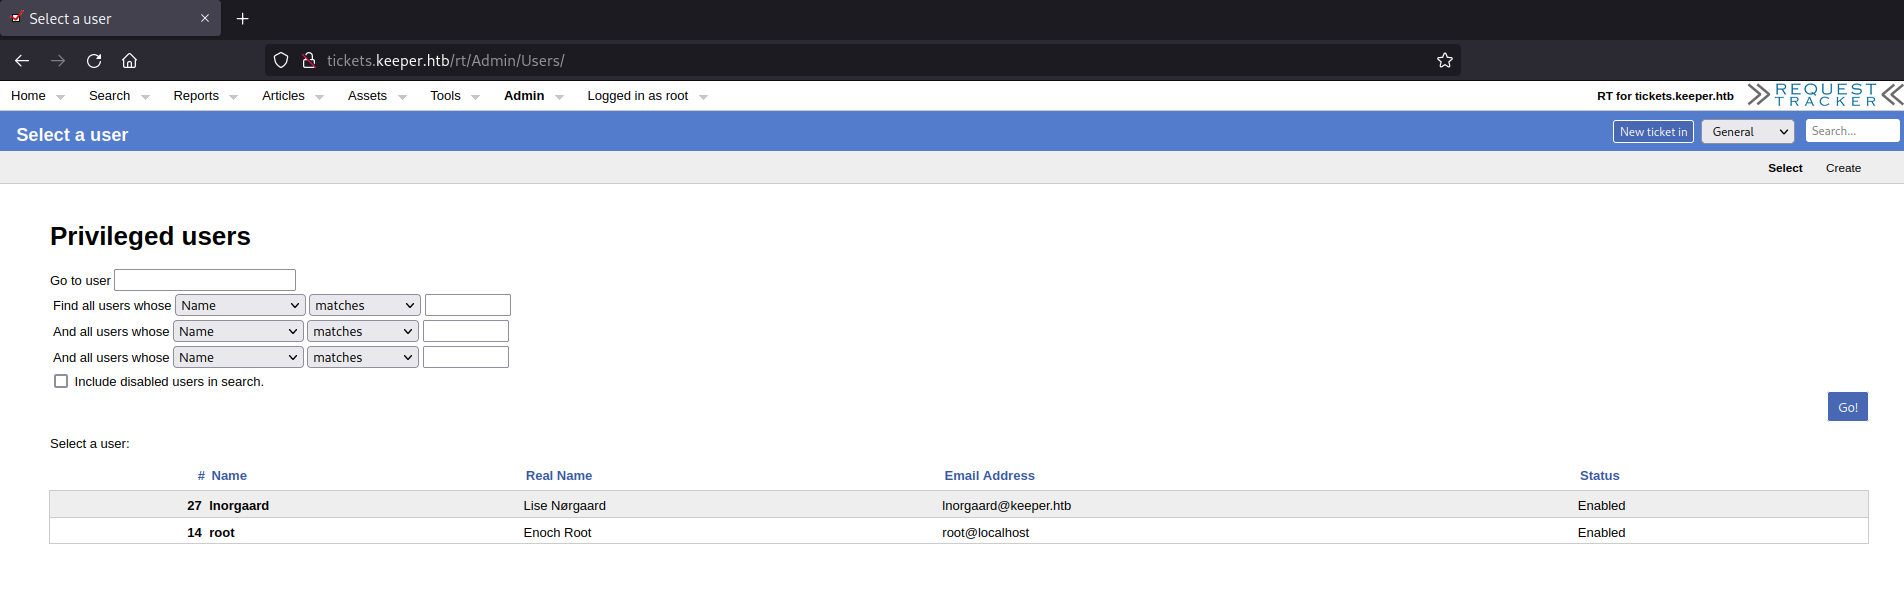 Select a user
tickets.keeper.htb/rt/Admin/Users/
Home Search Reports Articles Assets Tools Admin Logged in as root RT for tickets.keeper.htb REQUEST TRACKER
Select a user New ticket in General Search...
Select Create
Privileged users
Go to user
Find all users whose Name matches
And all users whose Name matches
And all users whose Name matches
Include disabled users in search.
Go!
Select a user:
# Name Real Name Email Address Status
27 lnorgaard Lise Nørgaard lnorgaard@keeper.htb Enabled
14 root Enoch Root root@localhost Enabled